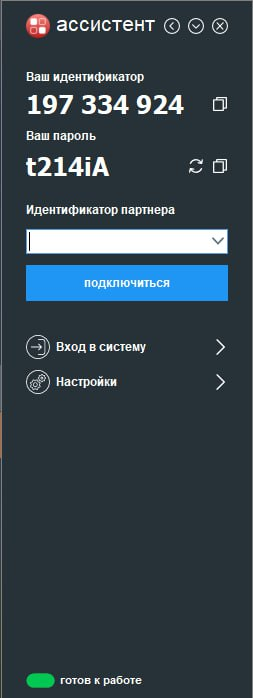 ассистент
Ваш идентификатор
197 334 924
Ваш пароль
t214iA
Идентификатор партнера
подключиться
Вход в систему
Настройки
готов к работе